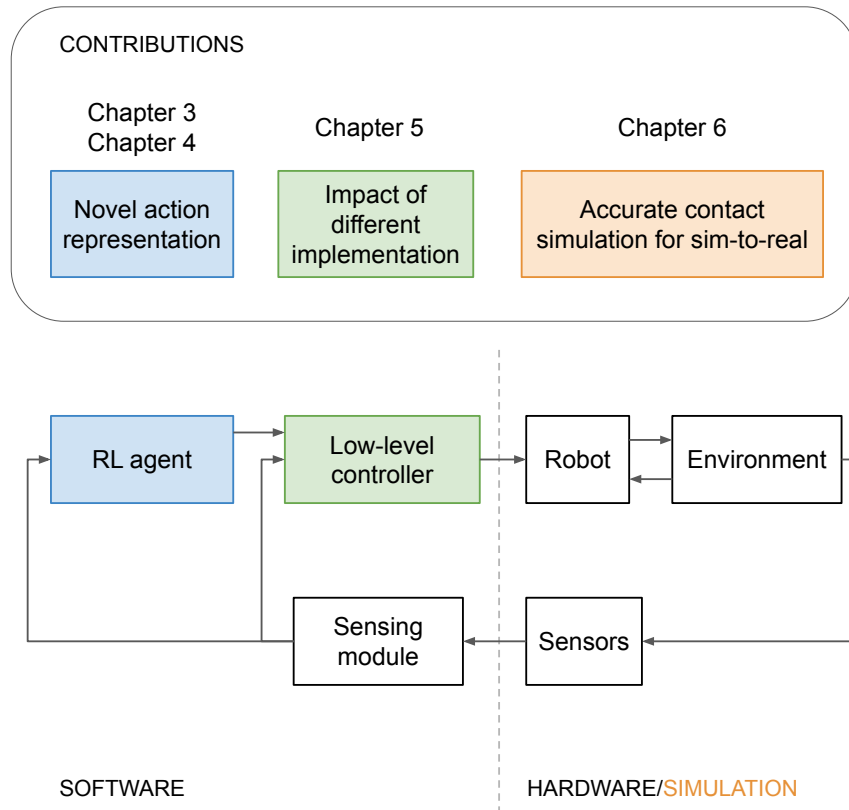 CONTRIBUTIONS
Chapter 3
Chapter 4
Chapter 5
Chapter 6
Novel action
representation
Impact of
different
implementation
Accurate contact
simulation for sim-to-real
RL agent
Low-level
controller
Robot
Environment
Sensing
module
Sensors
SOFTWARE
HARDWARE/SIMULATION